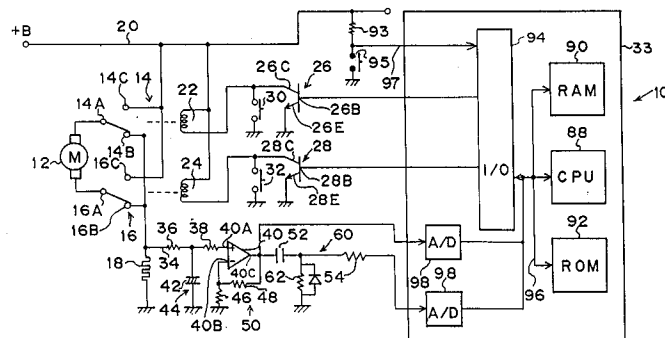 +B
20
93
94
33
90
14C
14
26C
26
95
97
RAM
10
14A
22
30
26B
88
12
M
14B
26E
CPU
16C
28C
28
24
I/O
92
16A
32
28B
28E
16B
16
36
38
40A
40
52
60
A/D
ROM
18
34
40C
98
98
96
42
62
54
A/D
44
40B
46
48
50